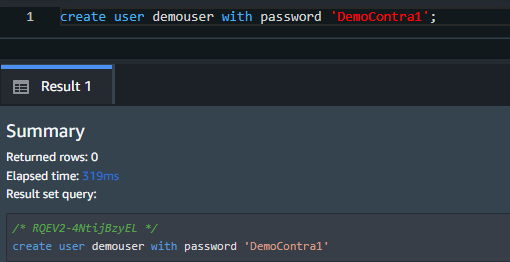 1 create user demouser with password 'DemoContra1';
Result 1
Summary
Returned rows: 0
Elapsed time: 319ms
Result set query:
/* RQEV2-4NtijBzyEL */
create user demouser with password 'DemoContra1'